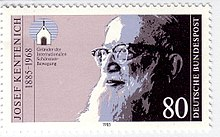 JOSEF KENTENICH
1885-1968
Gründer der
Internationalen
Schönstatt-
Bewegung
80
DEUTSCHE BUNDESPOST
1985